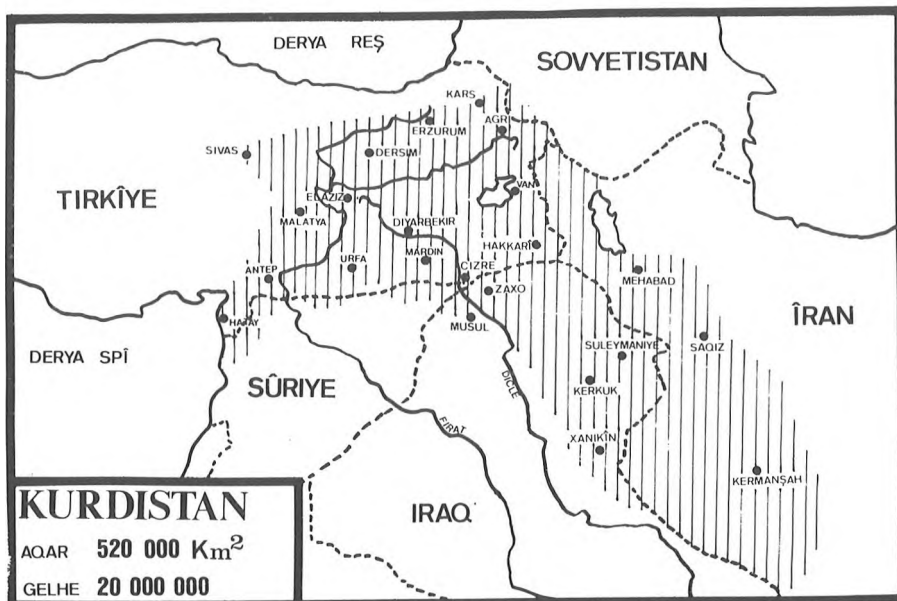 DERYA REŞ
SOVYETISTAN
KARS
ERZURUM
AGR
SIVAS
DERSIM
TIRKÎYE
ELAZIZ
VAN
MALATYA
DIYARBEKIR
HAKKARÎ
MARDIN
URFA
CIZRE
ANTEP
MEHABAD
ZAXO
ÎRAN
HATAY
MUSUL
SULEYMANIYE
SAQIZ
DERYA SPÎ
SÛRIYE
DICLE
KERKUK
FIRAT
XANIKÎN
KERMANŞAH
IRAQ
KURDISTAN
AQAR 520 000 Km²
GELHE 20 000 000